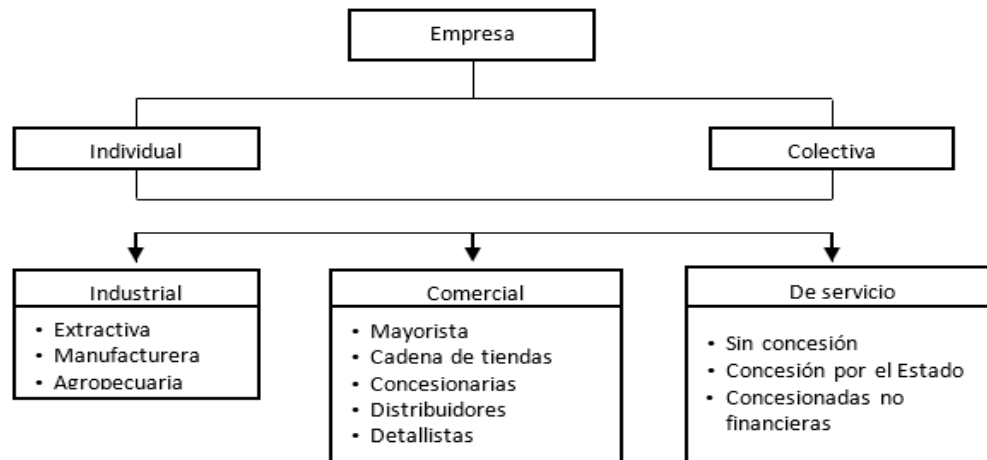 Empresa
Individual
Colectiva
Industrial
• Extractiva
• Manufacturera
• Agropecuaria
Comercial
• Mayorista
• Cadena de tiendas
• Concesionarias
• Distribuidores
• Detallistas
De servicio
• Sin concesión
• Concesión por el Estado
• Concesionadas no
financieras